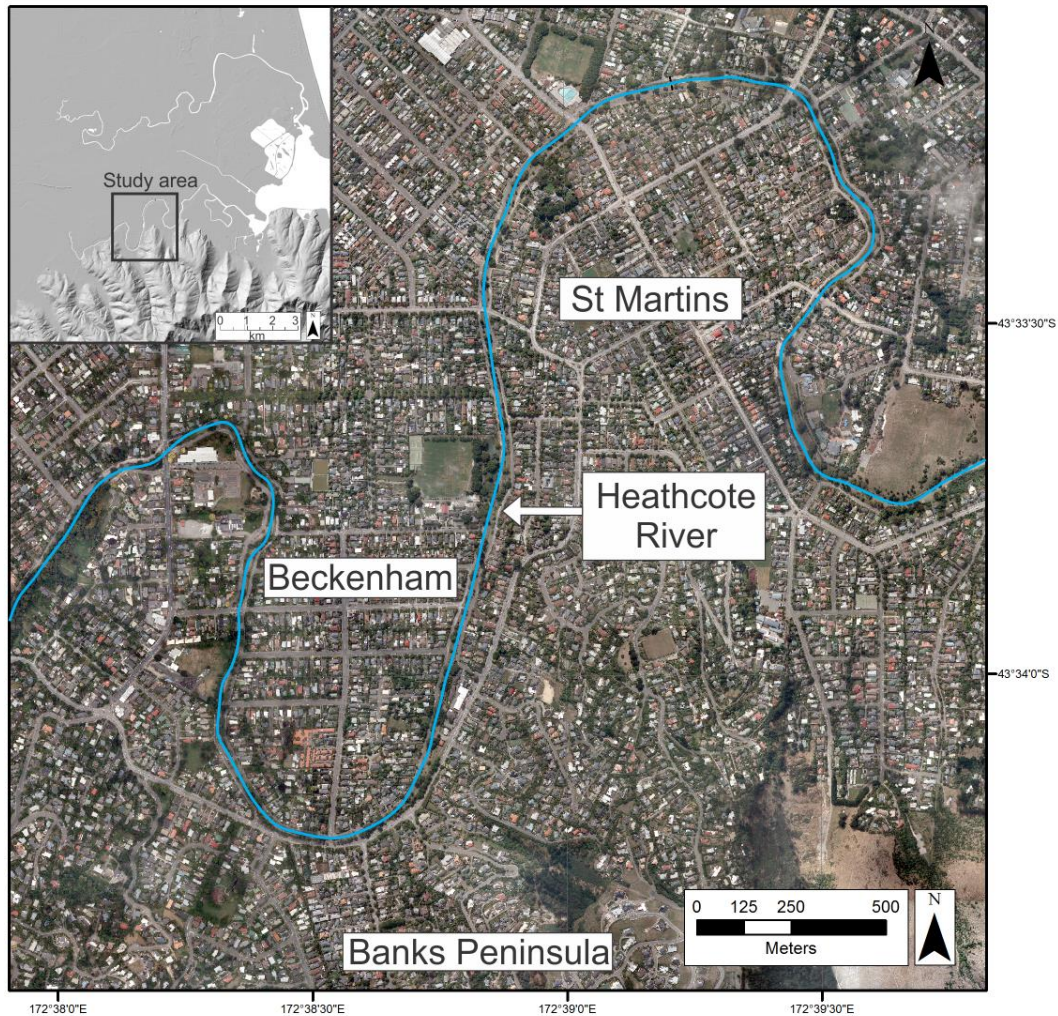 Study area
0 1 2 3
km
N
St Martins
43°33'30"S
Heathcote
River
Beckenham
43°34'0"S
0 125 250 500
Meters
N
Banks Peninsula
172°38'0"E 172°38'30"E 172°39'0"E 172°39'30"E